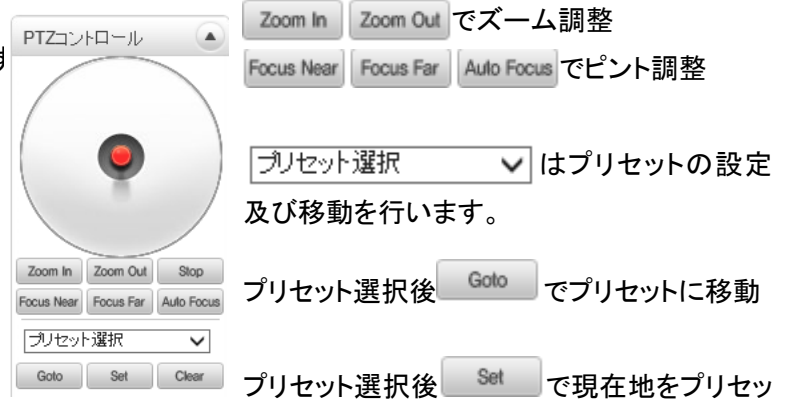 PTZコントロール
Zoom In Zoom Out Stop
Focus Near Focus Far Auto Focus
プリセット選択
Goto Set Clear
Zoom In Zoom Out でズーム調整
Focus Near Focus Far Auto Focus でピント調整
プリセット選択 はプリセットの設定
及び移動を行います。
プリセット選択後 Goto でプリセットに移動
プリセット選択後 Set で現在地をプリセッ